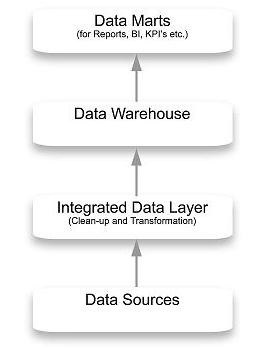 Data Marts
(for Reports, BI, KPI's etc.)
Data Warehouse
Integrated Data Layer
(Clean-up and Transformation)
Data Sources